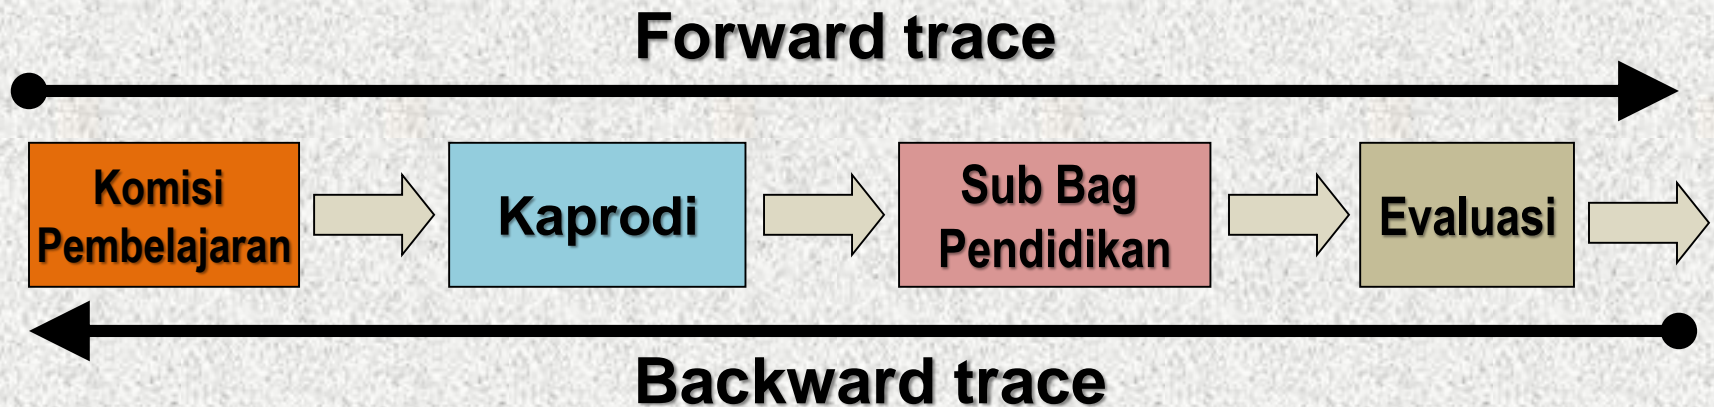 Forward trace
Komisi
Pembelajaran
Kaprodi
Sub Bag
Pendidikan
Evaluasi
Backward trace